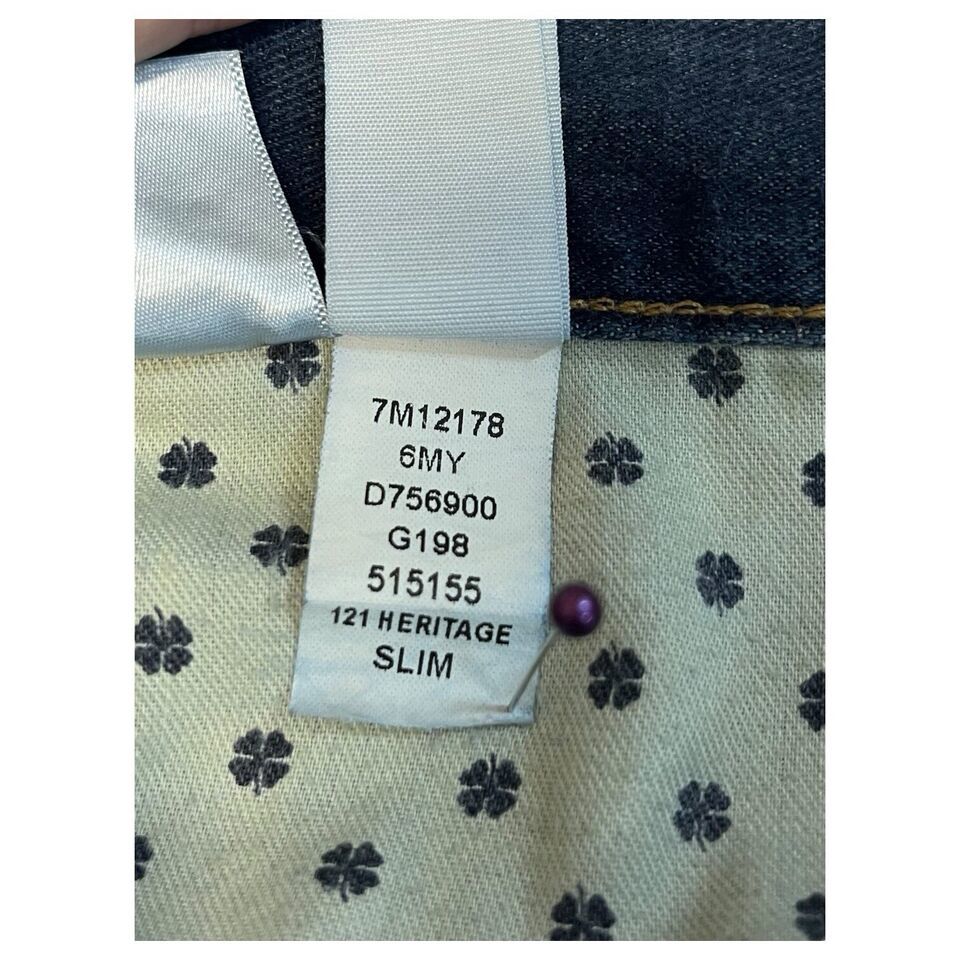 7M12178
6MY
D756900
G198
515155
121 HERITAGE
SLIM